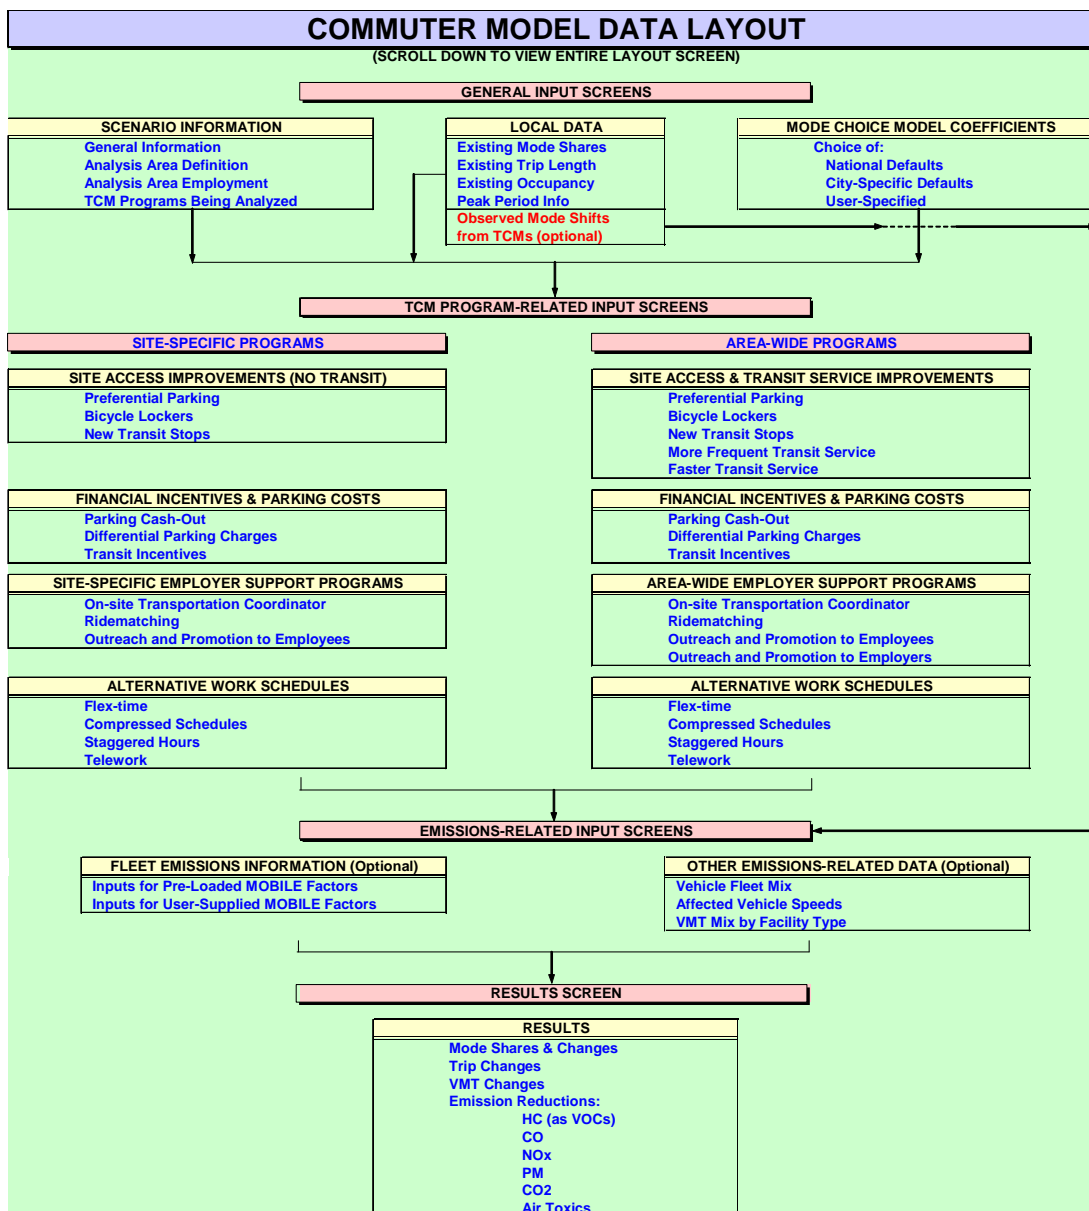 COMMUTER MODEL DATA LAYOUT
(SCROLL DOWN TO VIEW ENTIRE LAYOUT SCREEN)
GENERAL INPUT SCREENS
SCENARIO INFORMATION
General Information
Analysis Area Definition
Analysis Area Employment
TCM Programs Being Analyzed
LOCAL DATA
Existing Mode Shares
Existing Trip Length
Existing Occupancy
Peak Period Info
Observed Mode Shifts
from TCMs (optional)
MODE CHOICE MODEL COEFFICIENTS
Choice of:
National Defaults
City-Specific Defaults
User-Specified
TCM PROGRAM-RELATED INPUT SCREENS
SITE-SPECIFIC PROGRAMS
SITE ACCESS IMPROVEMENTS (NO TRANSIT)
Preferential Parking
Bicycle Lockers
New Transit Stops
FINANCIAL INCENTIVES & PARKING COSTS
Parking Cash-Out
Differential Parking Charges
Transit Incentives
SITE-SPECIFIC EMPLOYER SUPPORT PROGRAMS
On-site Transportation Coordinator
Ridematching
Outreach and Promotion to Employees
ALTERNATIVE WORK SCHEDULES
Flex-time
Compressed Schedules
Staggered Hours
Telework
AREA-WIDE PROGRAMS
SITE ACCESS & TRANSIT SERVICE IMPROVEMENTS
Preferential Parking
Bicycle Lockers
New Transit Stops
More Frequent Transit Service
Faster Transit Service
FINANCIAL INCENTIVES & PARKING COSTS
Parking Cash-Out
Differential Parking Charges
Transit Incentives
AREA-WIDE EMPLOYER SUPPORT PROGRAMS
On-site Transportation Coordinator
Ridematching
Outreach and Promotion to Employees
Outreach and Promotion to Employers
ALTERNATIVE WORK SCHEDULES
Flex-time
Compressed Schedules
Staggered Hours
Telework
EMISSIONS-RELATED INPUT SCREENS
FLEET EMISSIONS INFORMATION (Optional)
Inputs for Pre-Loaded MOBILE Factors
Inputs for User-Supplied MOBILE Factors
OTHER EMISSIONS-RELATED DATA (Optional)
Vehicle Fleet Mix
Affected Vehicle Speeds
VMT Mix by Facility Type
RESULTS SCREEN
RESULTS
Mode Shares & Changes
Trip Changes
VMT Changes
Emission Reductions:
HC (as VOCs)
CO
NOx
PM
CO2
Air Toxics